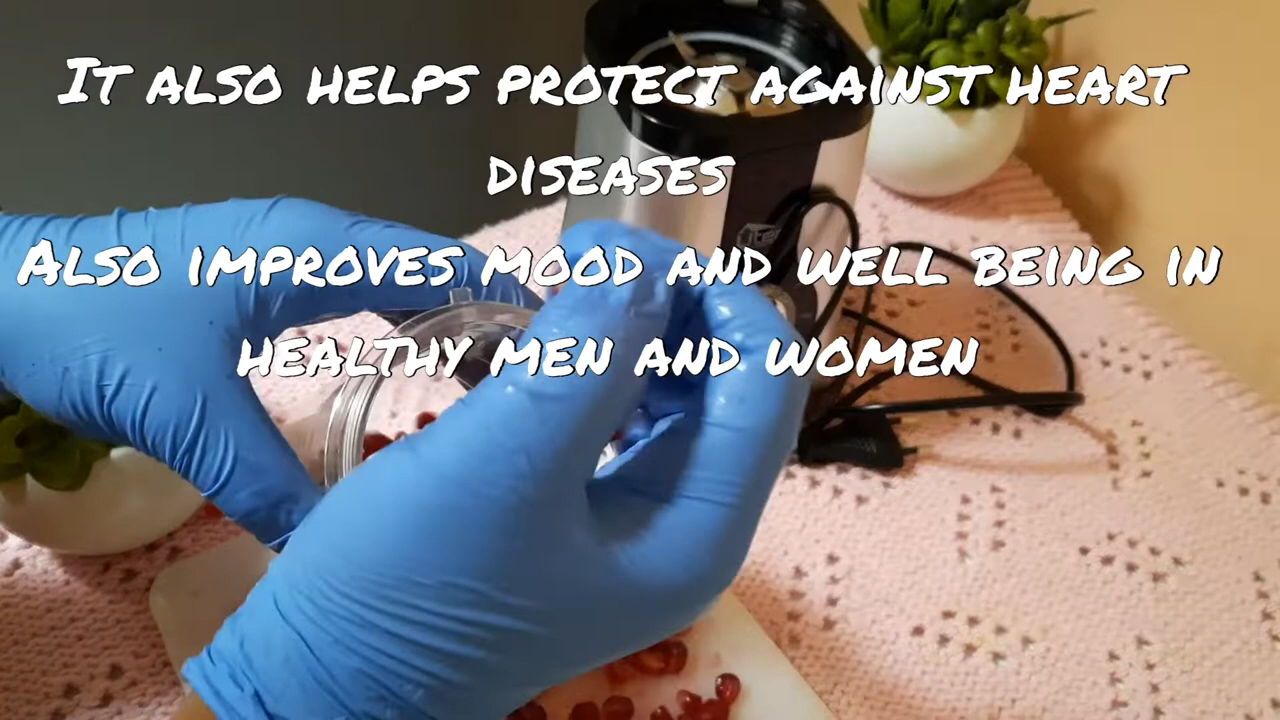 It also helps protect against heart
diseases
Also improves mood and well being in
healthy men and women